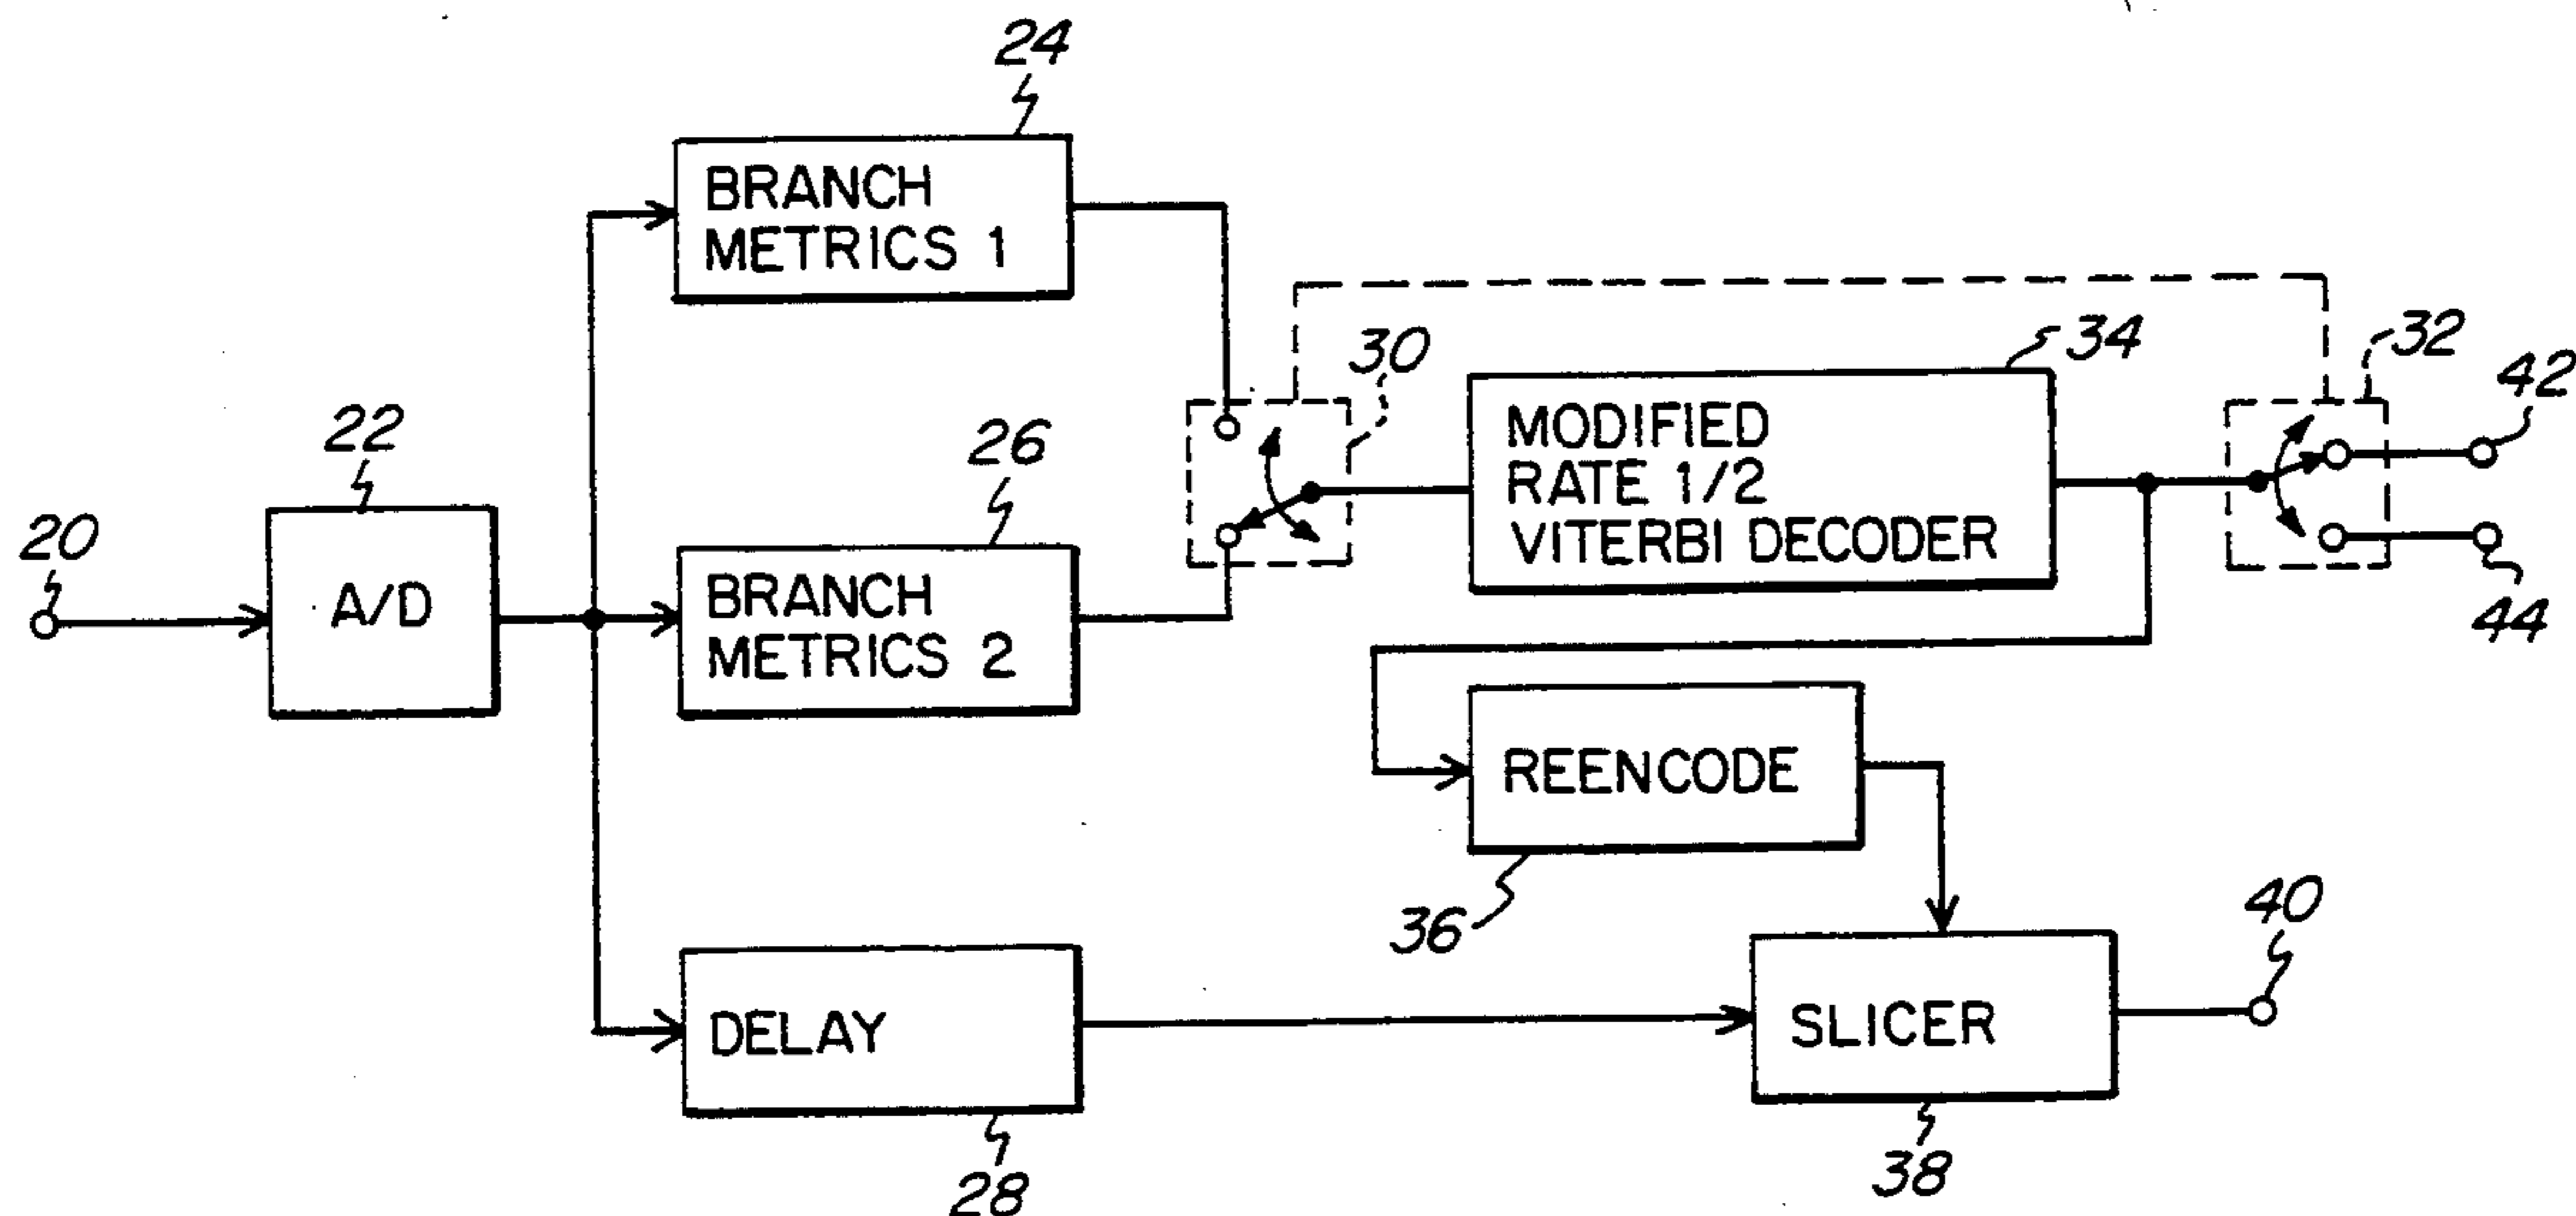 24
BRANCH
METRICS 1
30
34
32
42
22
26
MODIFIED
RATE 1/2
VITERBI DECODER
20
A/D
BRANCH
METRICS 2
44
REENCODE
36
40
DELAY
SLICER
28
38